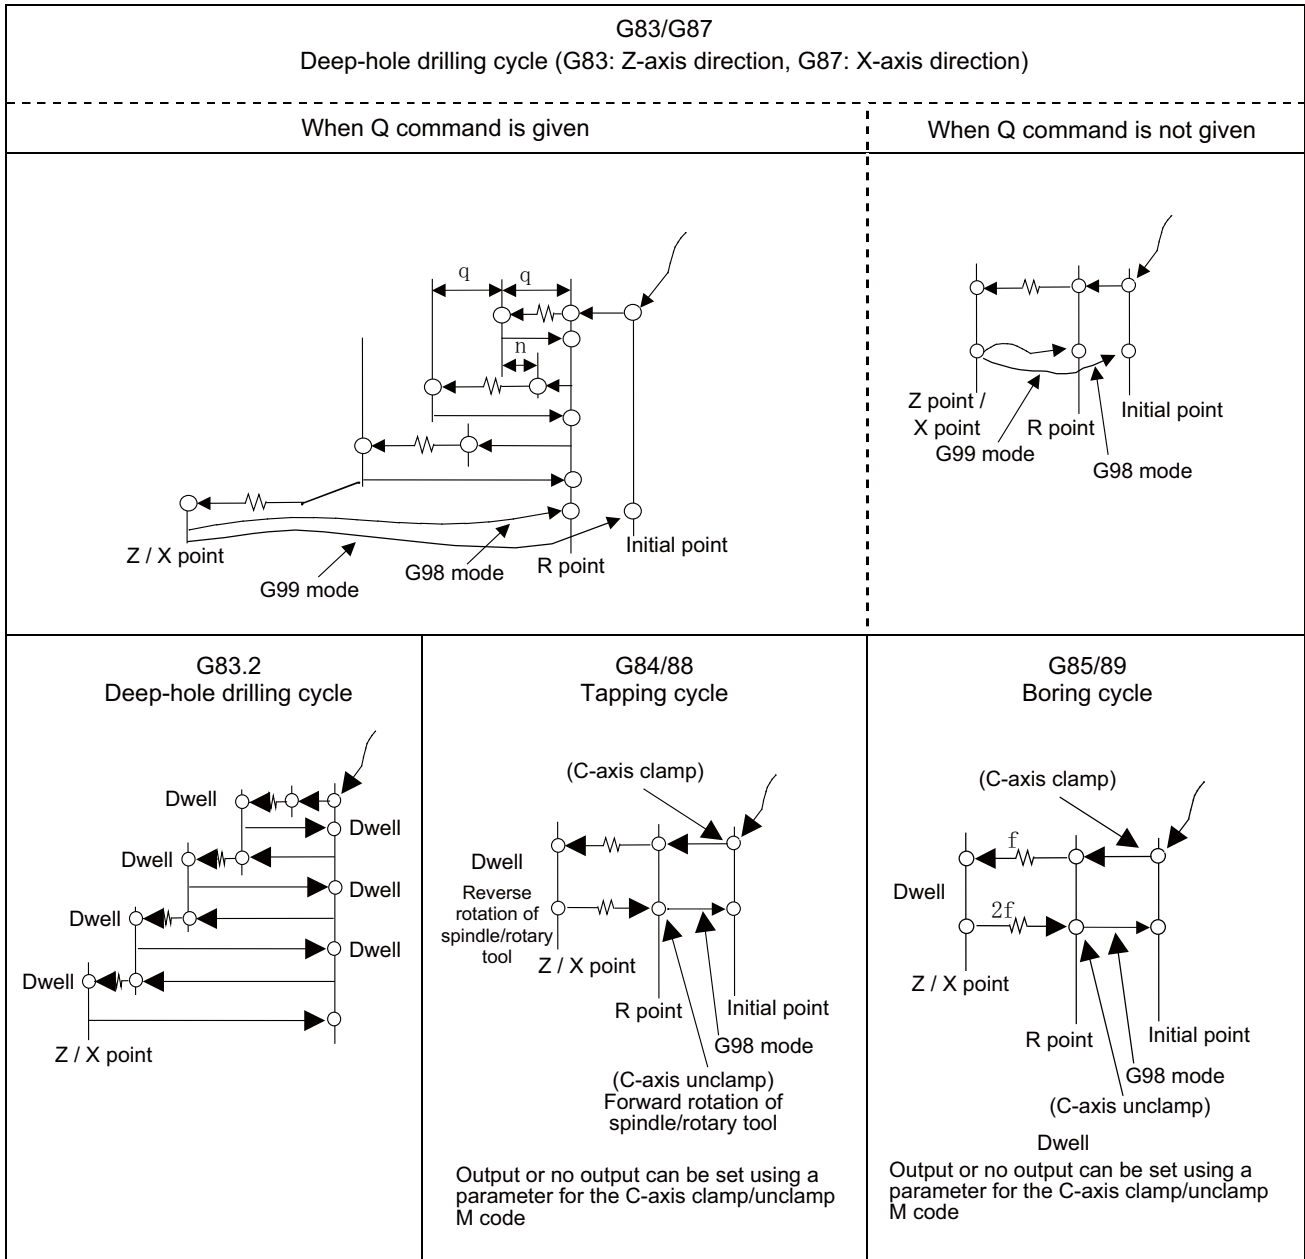 G83/G87
Deep-hole drilling cycle (G83: Z-axis direction, G87: X-axis direction)
When Q command is given
When Q command is not given
q
q
n
Z / X point
G99 mode
G98 mode
R point
Initial point
Z point /
X point
R point
Initial point
G99 mode
G98 mode
G83.2
Deep-hole drilling cycle
Dwell
Dwell
Dwell
Dwell
Dwell
Dwell
Dwell
Z / X point
G84/88
Tapping cycle
(C-axis clamp)
Dwell
Reverse
rotation of
spindle/rotary
tool
Z / X point
R point
Initial point
G98 mode
(C-axis unclamp)
Forward rotation of
spindle/rotary tool
Output or no output can be set using a
parameter for the C-axis clamp/unclamp
M code
G85/89
Boring cycle
(C-axis clamp)
f
Dwell
2f
Z / X point
R point
Initial point
G98 mode
(C-axis unclamp)
Dwell
Output or no output can be set using a
parameter for the C-axis clamp/unclamp
M code